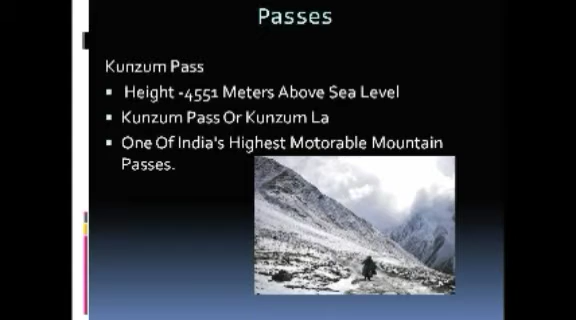 Passes
Kunzum Pass
Height -4551 Meters Above Sea Level
Kunzum Pass Or Kunzum La
One Of India's Highest Motorable Mountain
Passes.